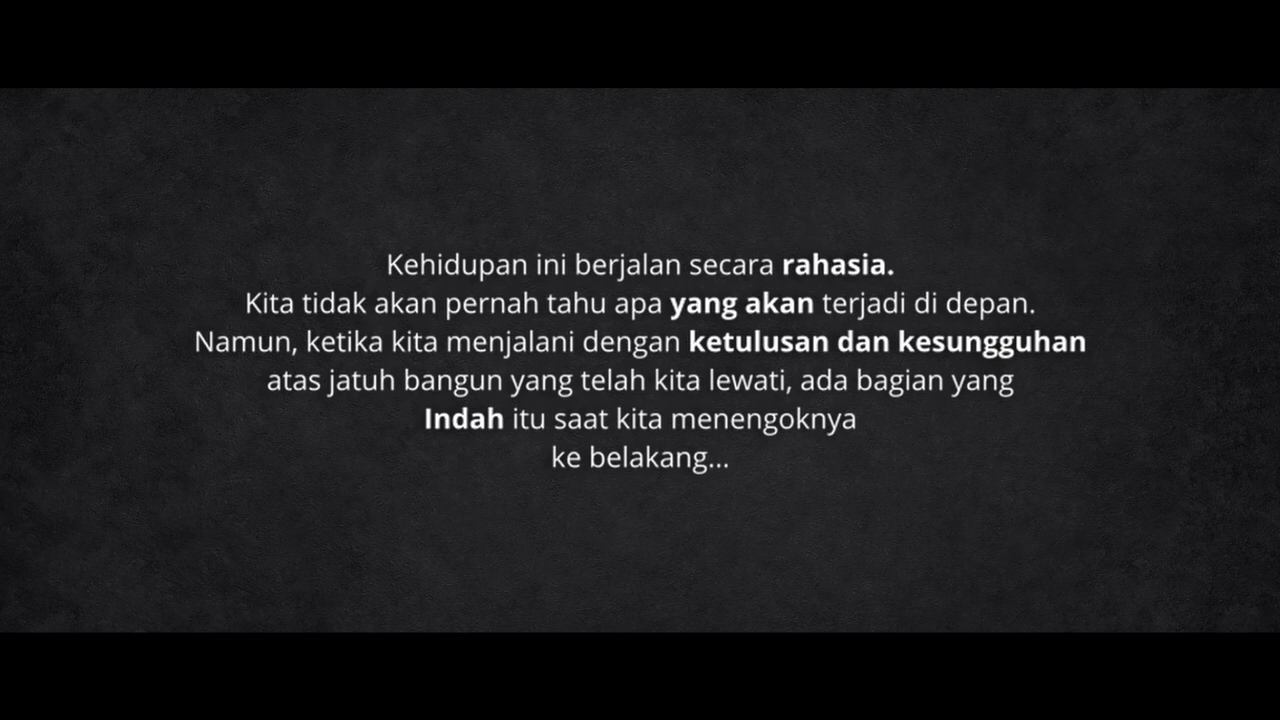 Kehidupan ini berjalan secara rahasia.
Kita tidak akan pernah tahu apa yang akan terjadi di depan.
Namun, ketika kita menjalani dengan ketulusan dan kesungguhan
atas jatuh bangun yang telah kita lewati, ada bagian yang
Indah itu saat kita menengoknya
ke belakang...